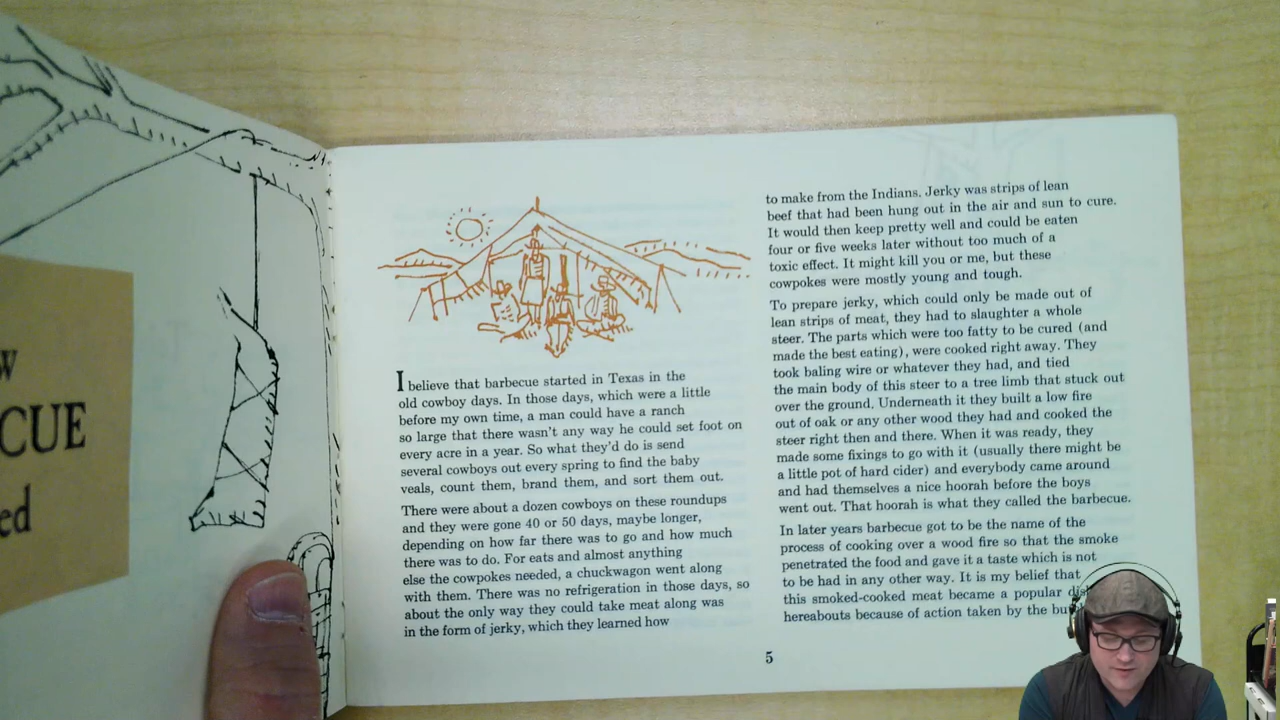 CUE
ed
I believe that barbecue started in Texas in the
old cowboy days. In those days, which were a little
before my own time, a man could have a ranch
so large that there wasn't any way he could set foot on
every acre in a year. So what they'd do is send
several cowboys out every spring to find the baby
veals, count them, brand them, and sort them out.
There were about a dozen cowboys on these roundups
and they were gone 40 or 50 days, maybe longer,
depending on how far there was to go and how much
there was to do. For eats and almost anything
else the cowpokes needed, a chuckwagon went along
with them. There was no refrigeration in those days, so
about the only way they could take meat along was
in the form of jerky, which they learned how
to make from the Indians. Jerky was strips of lean
beef that had been hung out in the air and sun to cure.
It would then keep pretty well and could be eaten
four or five weeks later without too much of a
toxic effect. It might kill you or me, but these
cowpokes were mostly young and tough.
To prepare jerky, which could only be made out of
lean strips of meat, they had to slaughter a whole
steer. The parts which were too fatty to be cured (and
made the best eating), were cooked right away. They
took baling wire or whatever they had, and tied
the main body of this steer to a tree limb that stuck out
over the ground. Underneath it they built a low fire
out of oak or any other wood they had and cooked the
steer right then and there. When it was ready, they
made some fixings to go with it (usually there might be
a little pot of hard cider) and everybody came around
and had themselves a nice hoorah before the boys
went out. That hoorah is what they called the barbecue.
In later years barbecue got to be the name of the
process of cooking over a wood fire so that the smoke
penetrated the food and gave it a taste which is not
to be had in any other way. It is my belief that
this smoked-cooked meat became a popular
hereabouts because of action taken by the
5